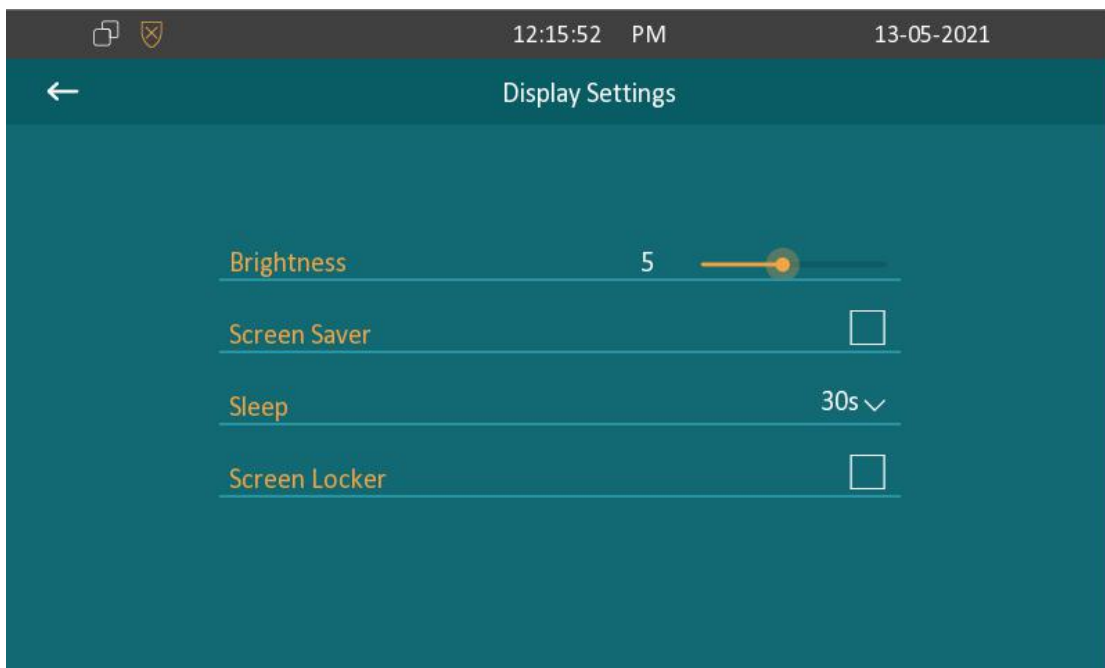 12:15:52 PM 13-05-2021
Display Settings
Brightness 5
Screen Saver
Sleep 30s
Screen Locker